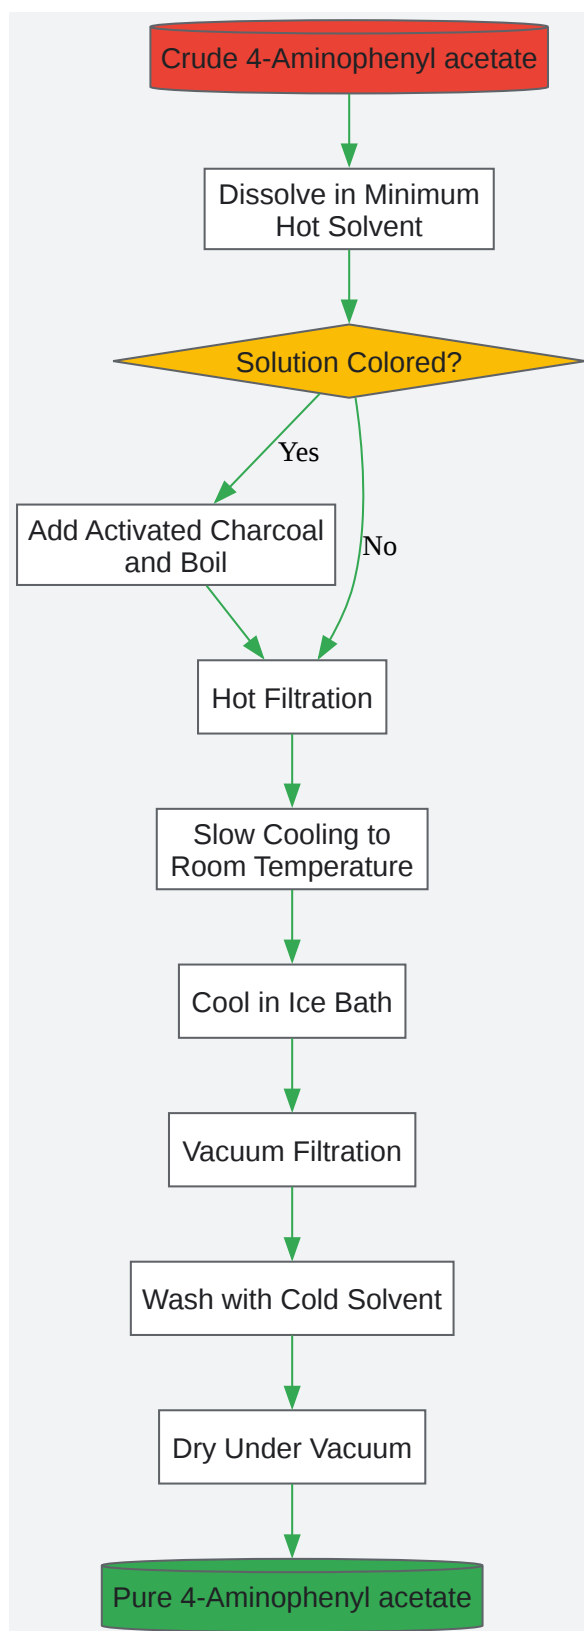 Crude 4-Aminophenyl acetate
Dissolve in Minimum
Hot Solvent
Solution Colored?
Yes
Add Activated Charcoal
and Boil
No
Hot Filtration
Slow Cooling to
Room Temperature
Cool in Ice Bath
Vacuum Filtration
Wash with Cold Solvent
Dry Under Vacuum
Pure 4-Aminophenyl acetate